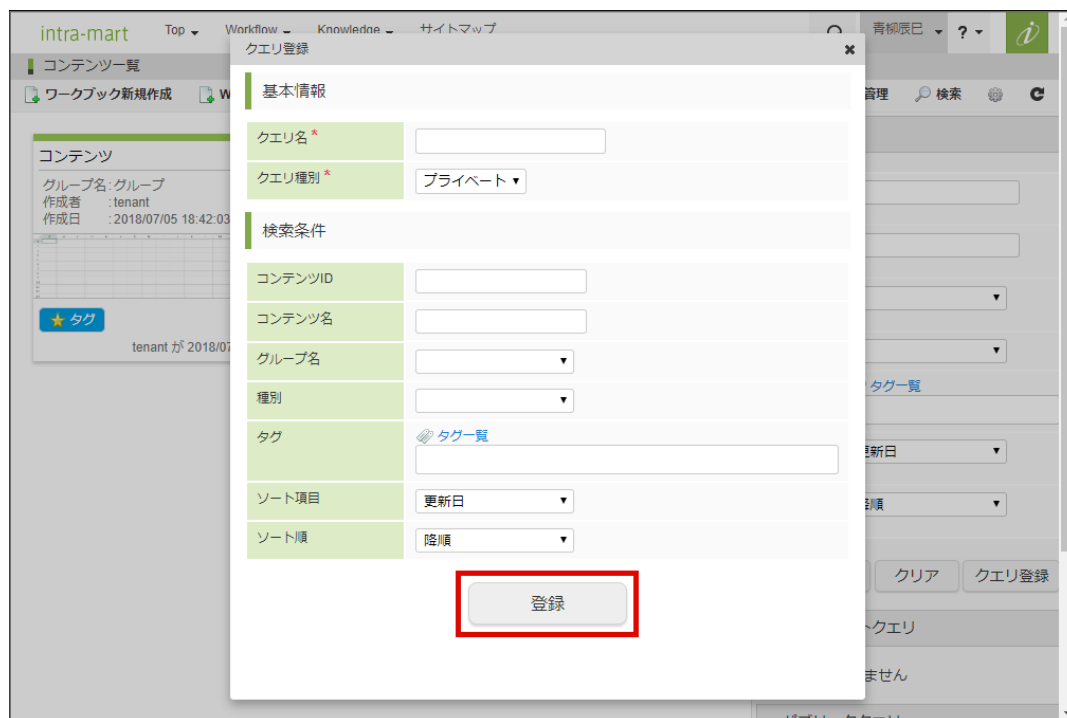 intra-mart Top Workflow Knowledge サイトマップ 青柳辰巳 ?
コンテンツ一覧
ワークブック新規作成 W 管理 検索
コンテンツ
グループ名:グループ
作成者 :tenant
作成日 :2018/07/05 18:42:03
タグ
tenant が 2018/07
クエリ登録
基本情報
クエリ名*
クエリ種別* プライベート
検索条件
コンテンツID
コンテンツ名
グループ名
種別
タグ タグ一覧
ソート項目 更新日
ソート順 降順
登録
タグ一覧
更新日
降順
クリア クエリ登録
クエリ
ません